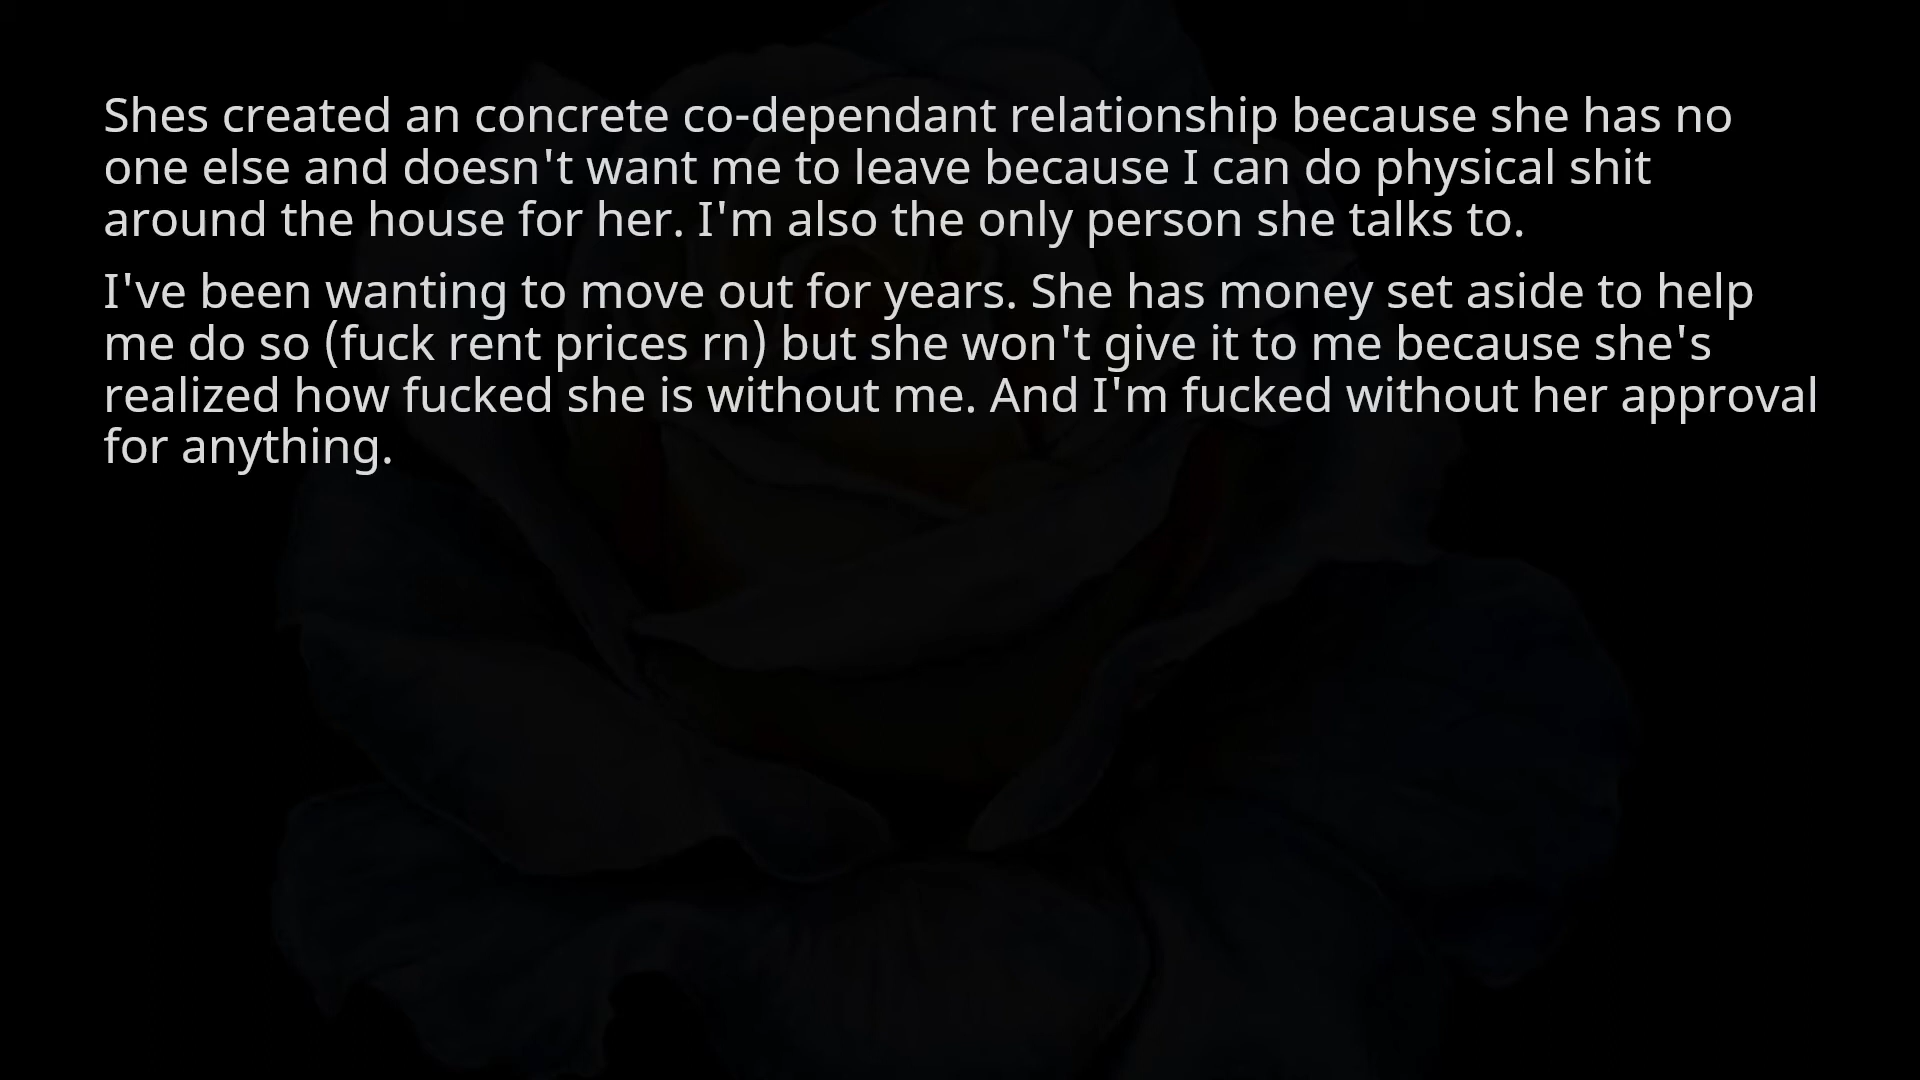 Shes created an concrete co-dependant relationship because she has no
one else and doesn't want me to leave because I can do physical shit
around the house for her. I'm also the only person she talks to.
I've been wanting to move out for years. She has money set aside to help
me do so (fuck rent prices rn) but she won't give it to me because she's
realized how fucked she is without me. And I'm fucked without her approval
for anything.